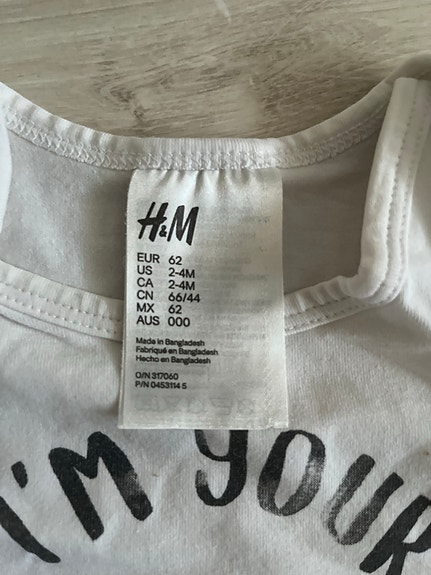 H&M
EUR 62
US 2-4M
CA 2-4M
CN 66/44
MX 62
AUS 000
Made in Bangladesh
Fabriqué en Bangladesh
Hecho en Bangladesh
O/N 317060
P/N 0453114 5
I'M YOUR